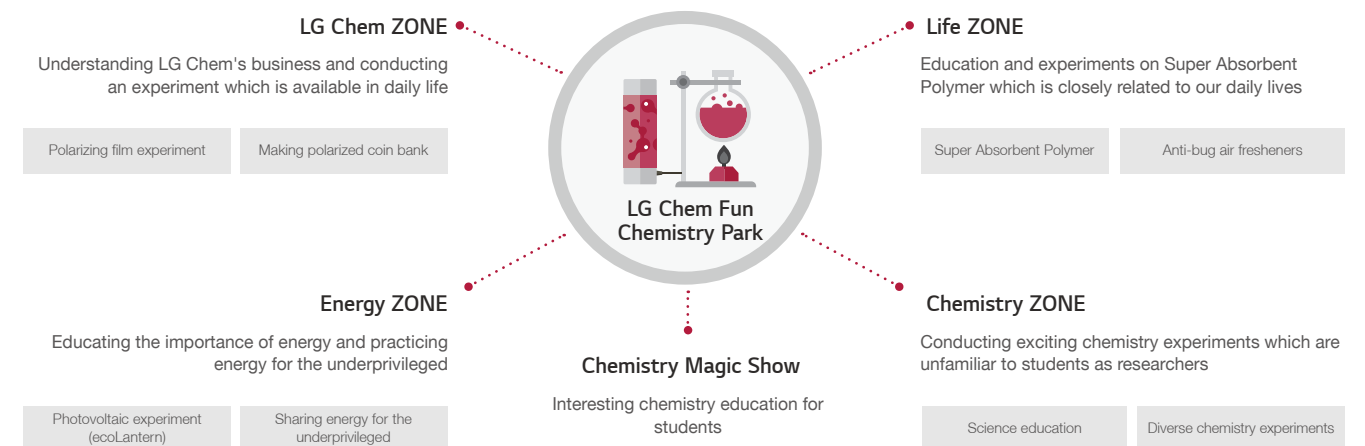 LG Chem ZONE
Understanding LG Chem's business and conducting
an experiment which is available in daily life
Polarizing film experiment
Making polarized coin bank
Life ZONE
Education and experiments on Super Absorbent
Polymer which is closely related to our daily lives
Super Absorbent Polymer
Anti-bug air fresheners
LG Chem Fun
Chemistry Park
Energy ZONE
Educating the importance of energy and practicing
energy for the underprivileged
Photovoltaic experiment
(ecoLantern)
Sharing energy for the
underprivileged
Chemistry Magic Show
Interesting chemistry education for
students
Chemistry ZONE
Conducting exciting chemistry experiments which are
unfamiliar to students as researchers
Science education
Diverse chemistry experiments